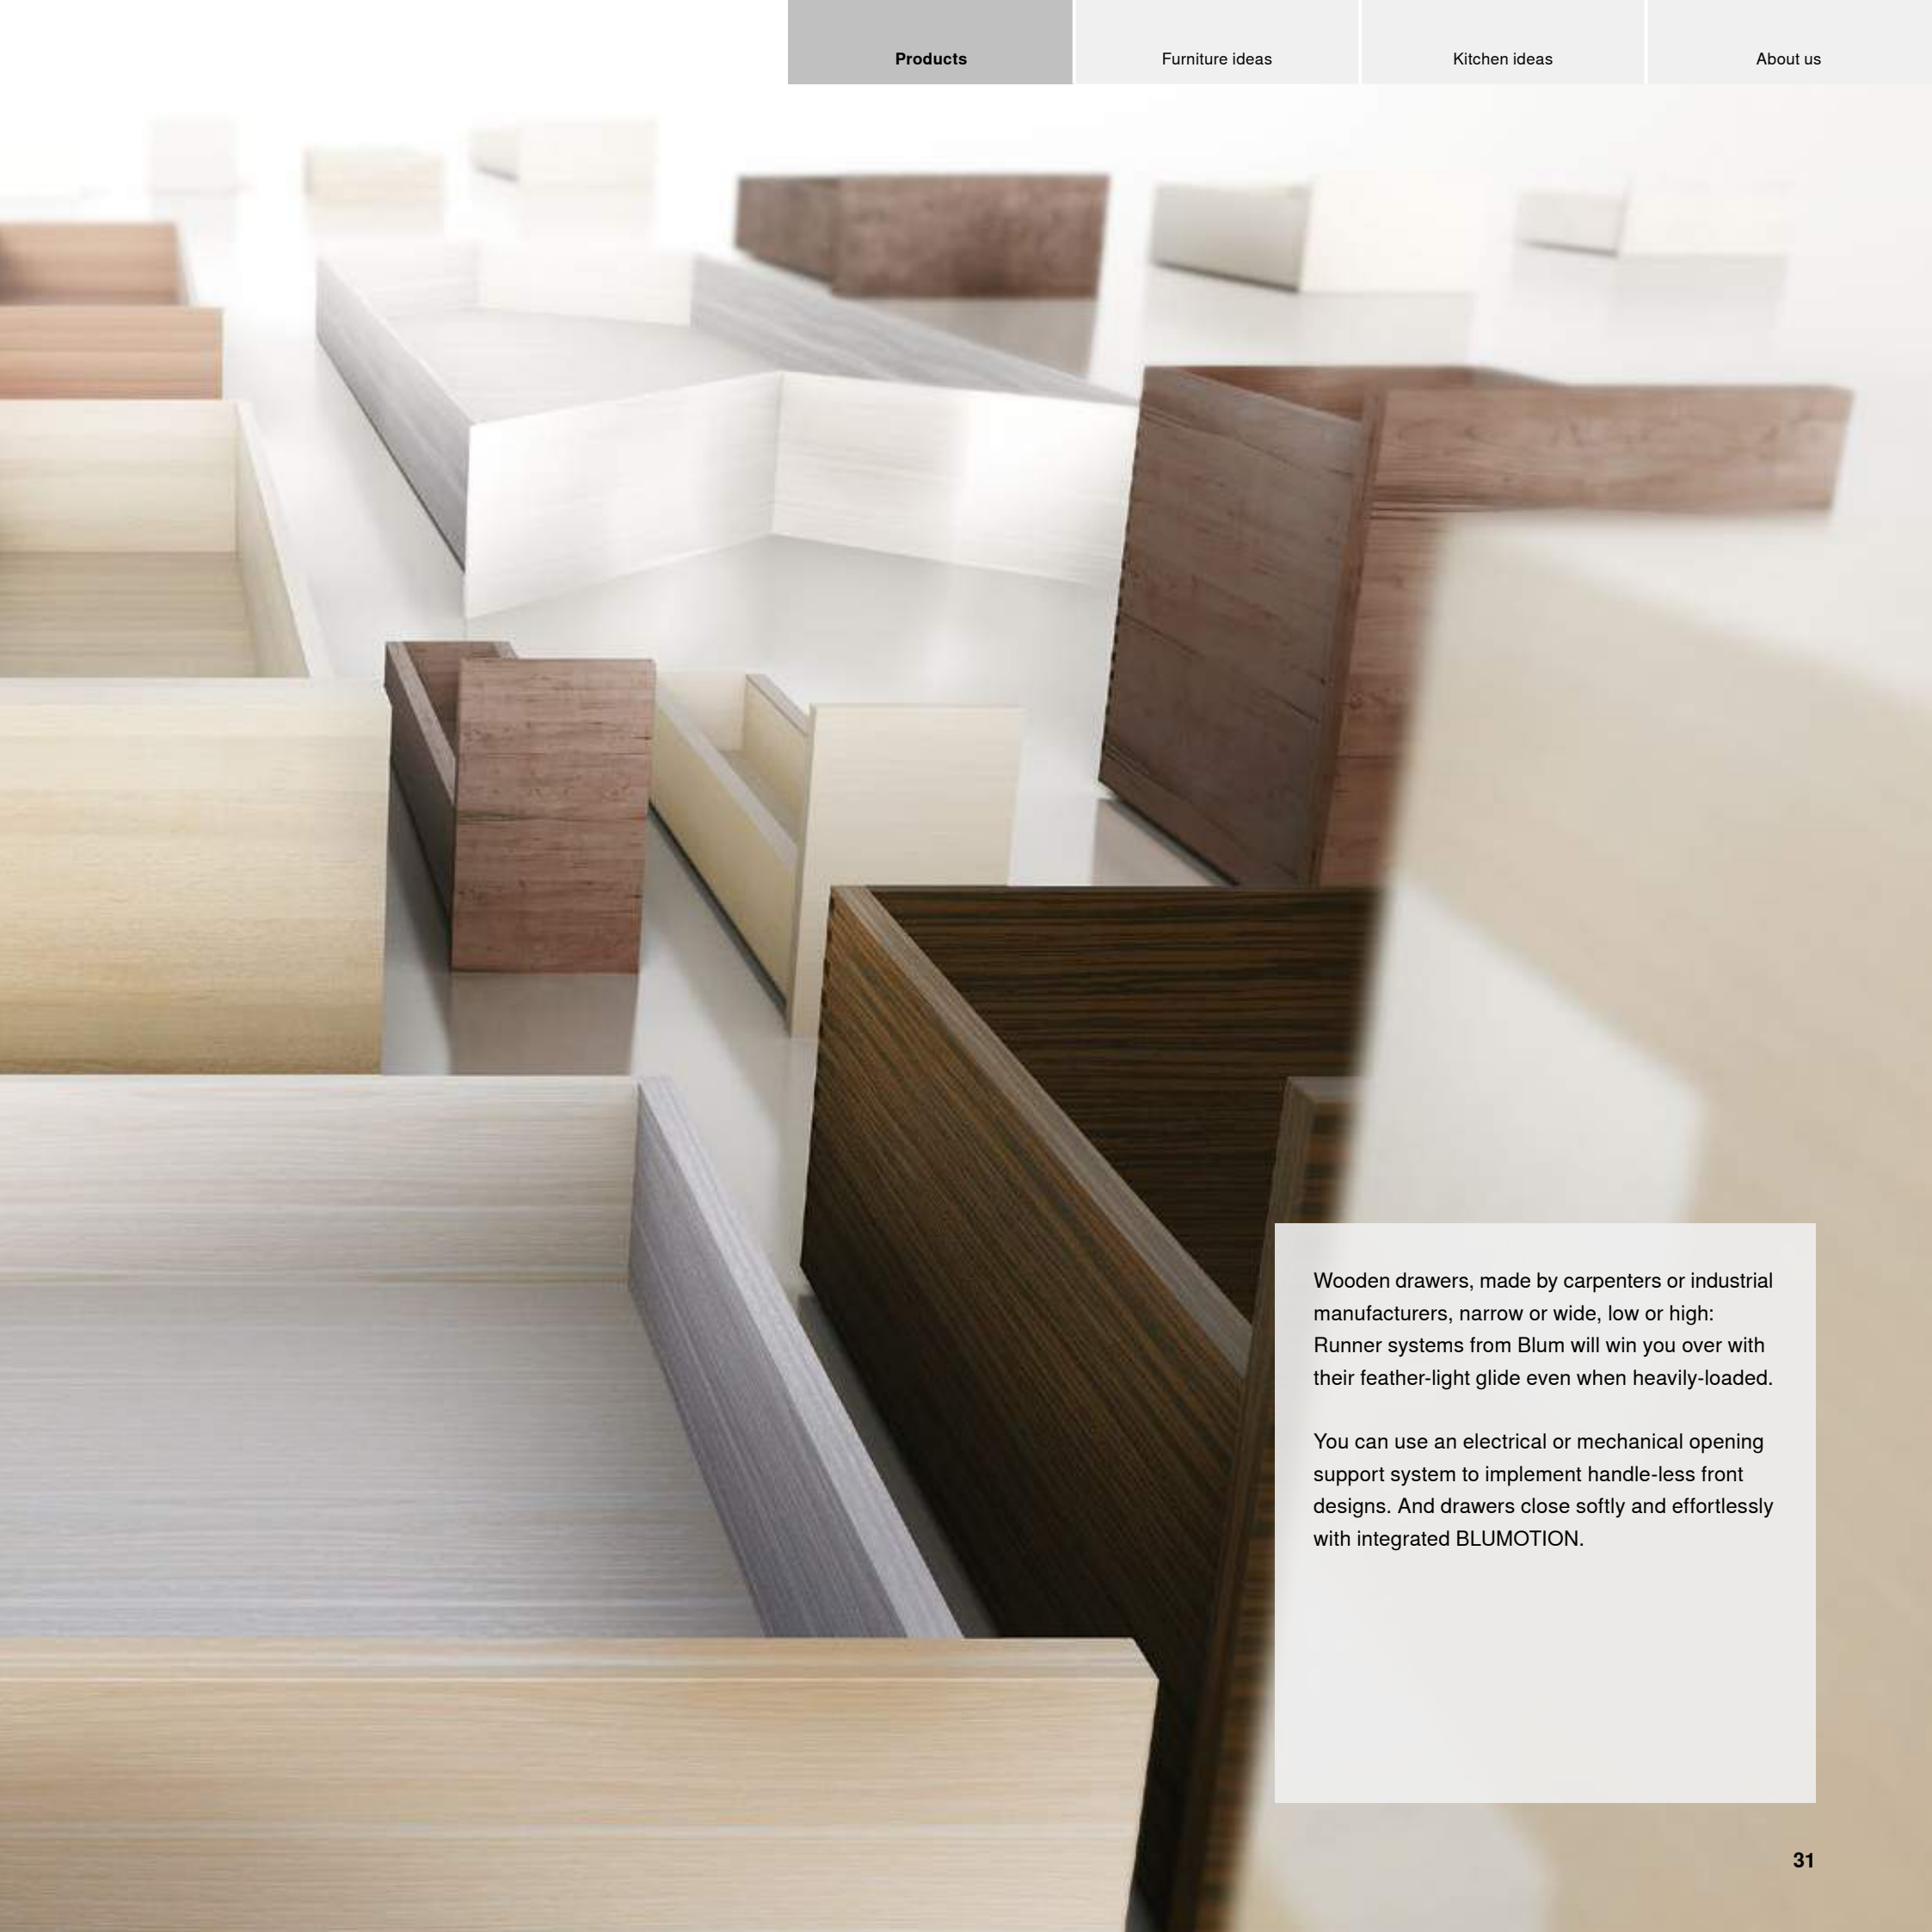 Products
Furniture ideas
Kitchen ideas
About us
Wooden drawers, made by carpenters or industrial
manufacturers, narrow or wide, low or high:
Runner systems from Blum will win you over with
their feather-light glide even when heavily-loaded.
You can use an electrical or mechanical opening
support system to implement handle-less front
designs. And drawers close softly and effortlessly
with integrated BLUMOTION.
31